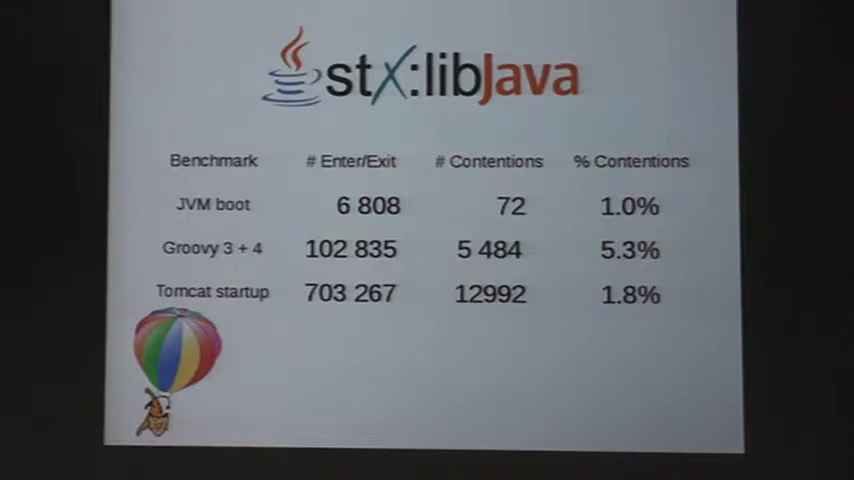 stX:libJava
Benchmark # Enter/Exit # Contentions % Contentions
JVM boot 6 808 72 1.0%
Groovy 3 + 4 102 835 5 484 5.3%
Tomcat startup 703 267 12992 1.8%